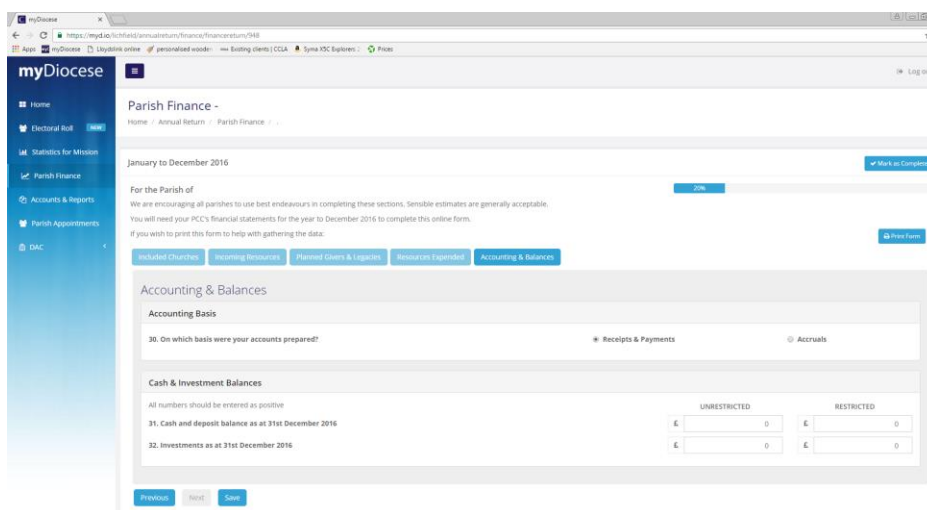 myDiocese
https://myd.io/lichfield/annualreturn/finance/financereturn/948
Apps myDiocese Lloydslink online personalised wooden Existing clients | CCLA Syma X5C Explorers Prices
myDiocese
Log ou
Home
Electoral Roll NEW
Statistics for Mission
Parish Finance
Accounts & Reports
Parish Appointments
DAC
Parish Finance -
Home / Annual Return / Parish Finance / .
January to December 2016
Mark as Complete
For the Parish of
20%
We are encouraging all parishes to use best endeavours in completing these sections. Sensible estimates are generally acceptable.
You will need your PCC's financial statements for the year to December 2016 to complete this online form.
If you wish to print this form to help with gathering the data:
Print Form
Included Churches Incoming Resources Planned Givers & Legacies Resources Expended Accounting & Balances
Accounting & Balances
Accounting Basis
30. On which basis were your accounts prepared? Receipts & Payments Accruals
Cash & Investment Balances
All numbers should be entered as positive UNRESTRICTED RESTRICTED
31. Cash and deposit balance as at 31st December 2016 £ 0 £ 0
32. Investments as at 31st December 2016 £ 0 £ 0
Previous Next Save